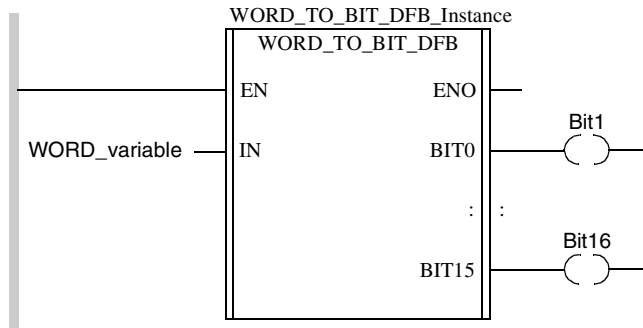 WORD_TO_BIT_DFB_Instance
WORD_TO_BIT_DFB
EN ENO
Bit1
WORD_variable IN BIT0
: :
Bit16
BIT15